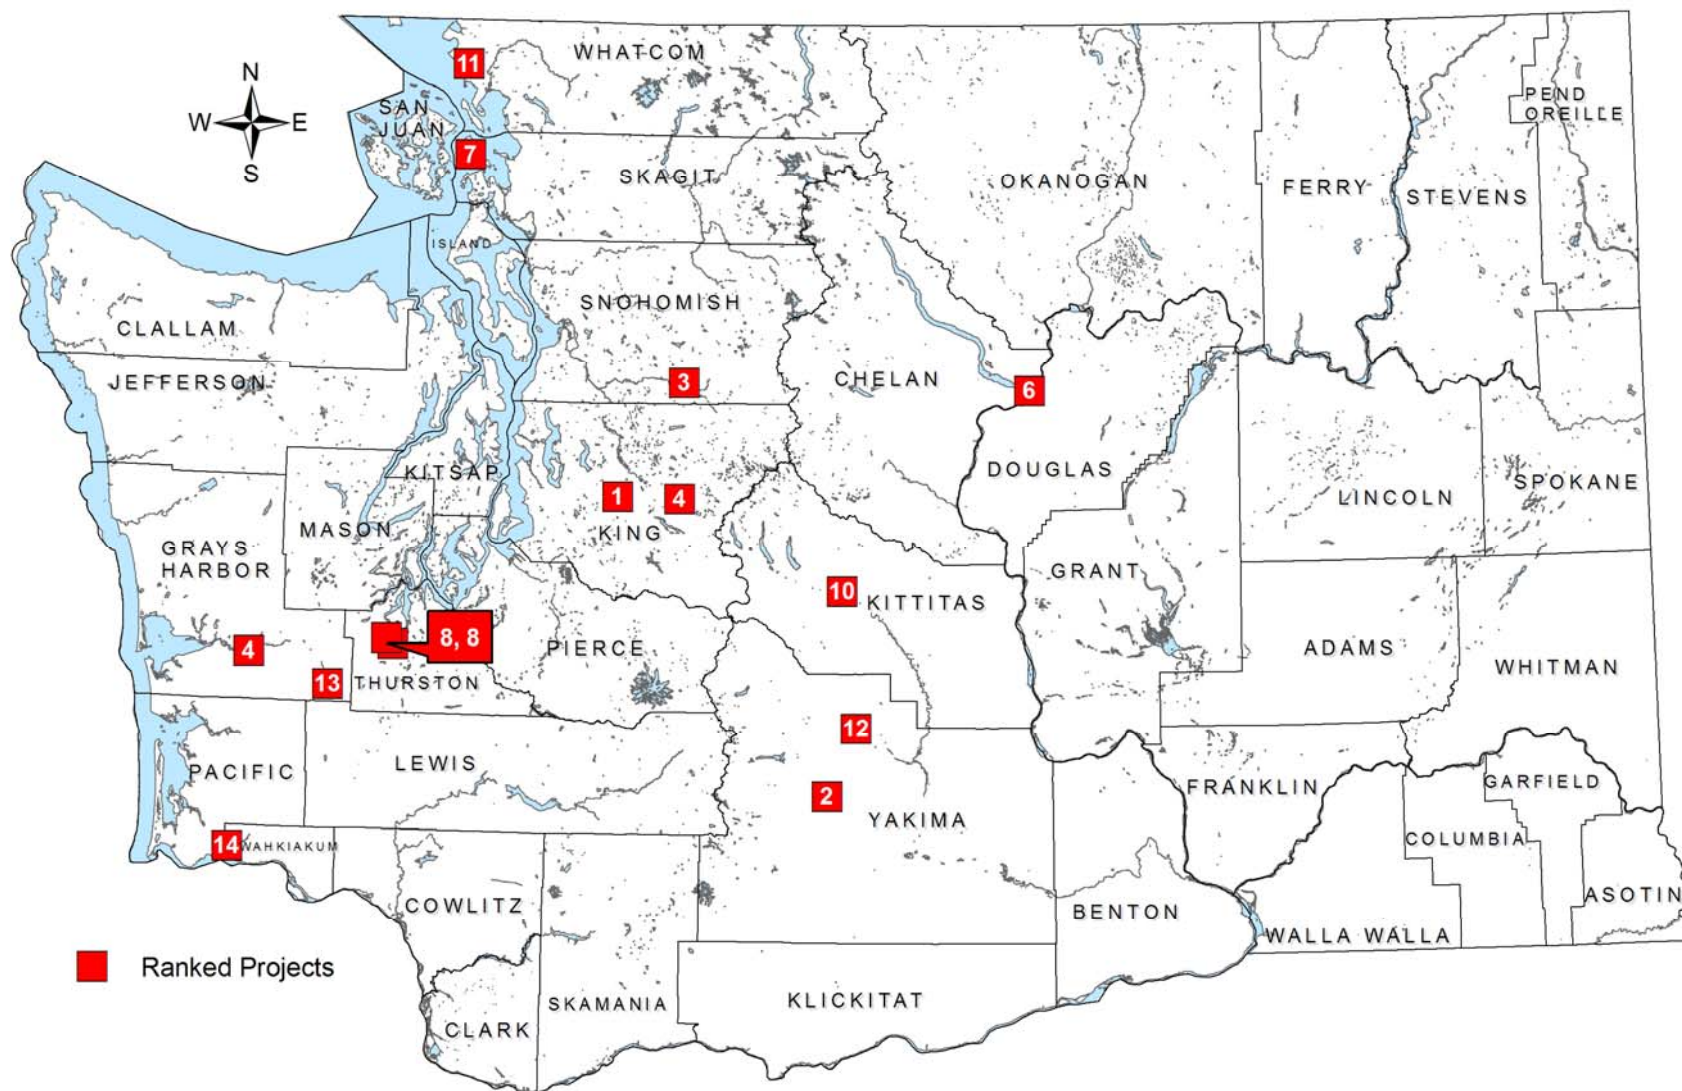 11
WHATCOM
N
W E
S
SAN
JUAN
PEND
OREILLE
7
SKAGIT
OKANOGAN
FERRY
STEVENS
ISLAND
SNOHOMISH
CLALLAM
JEFFERSON
3
CHELAN
6
KITSAP
DOUGLAS
LINCOLN
SPOKANE
1
4
MASON
KING
GRAYS
HARBOR
GRANT
10
KITTITAS
8, 8
4
PIERCE
ADAMS
WHITMAN
13
THURSTON
12
PACIFIC
LEWIS
2
YAKIMA
FRANKLIN
GARFIELD
14
WAHKIAKUM
COLUMBIA
COWLITZ
BENTON
ASOTIN
WALLA WALLA
Ranked Projects
SKAMANIA
KLICKITAT
CLARK